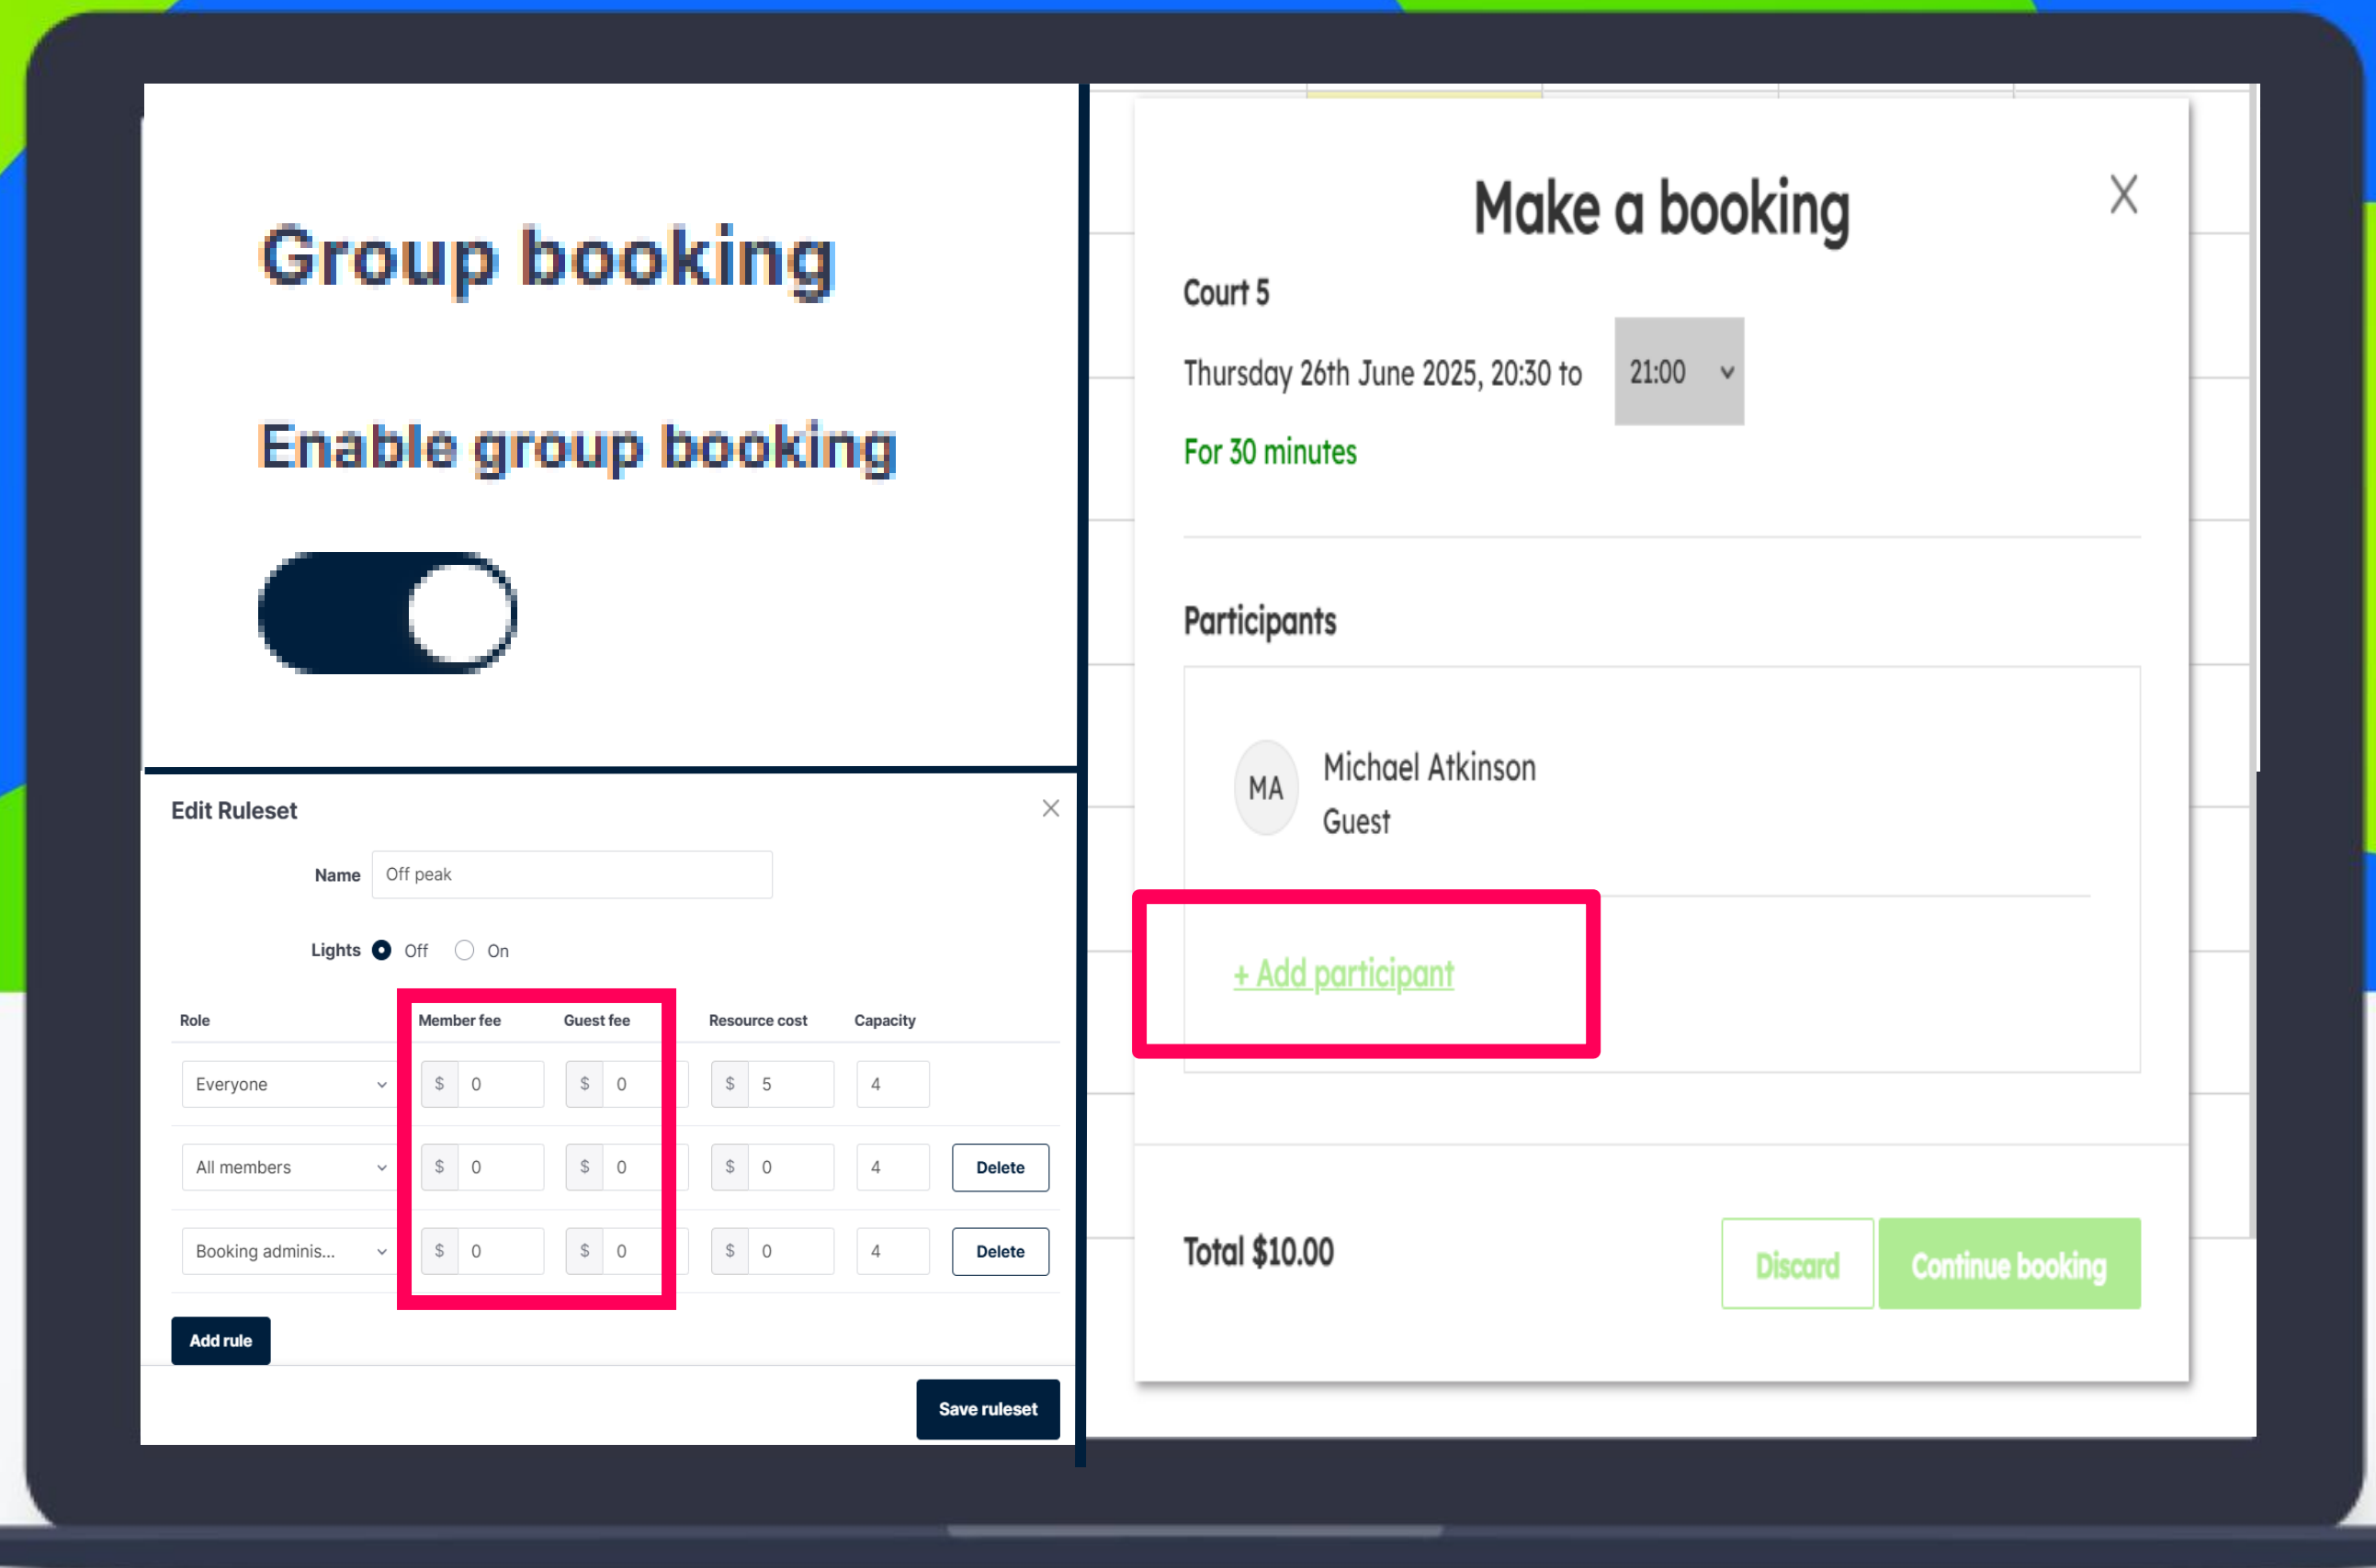 Group booking
Enable group booking
Edit Ruleset
Name Off peak
Lights Off On
Role Member fee Guest fee Resource cost Capacity
Everyone $ 0 $ 0 $ 5 4
All members $ 0 $ 0 $ 0 4 Delete
Booking adminis... $ 0 $ 0 $ 0 4 Delete
Add rule
Save ruleset
Make a booking X
Court 5
Thursday 26th June 2025, 20:30 to 21:00
For 30 minutes
Participants
MA Michael Atkinson
Guest
+ Add participant
Total $10.00 Discard Continue booking